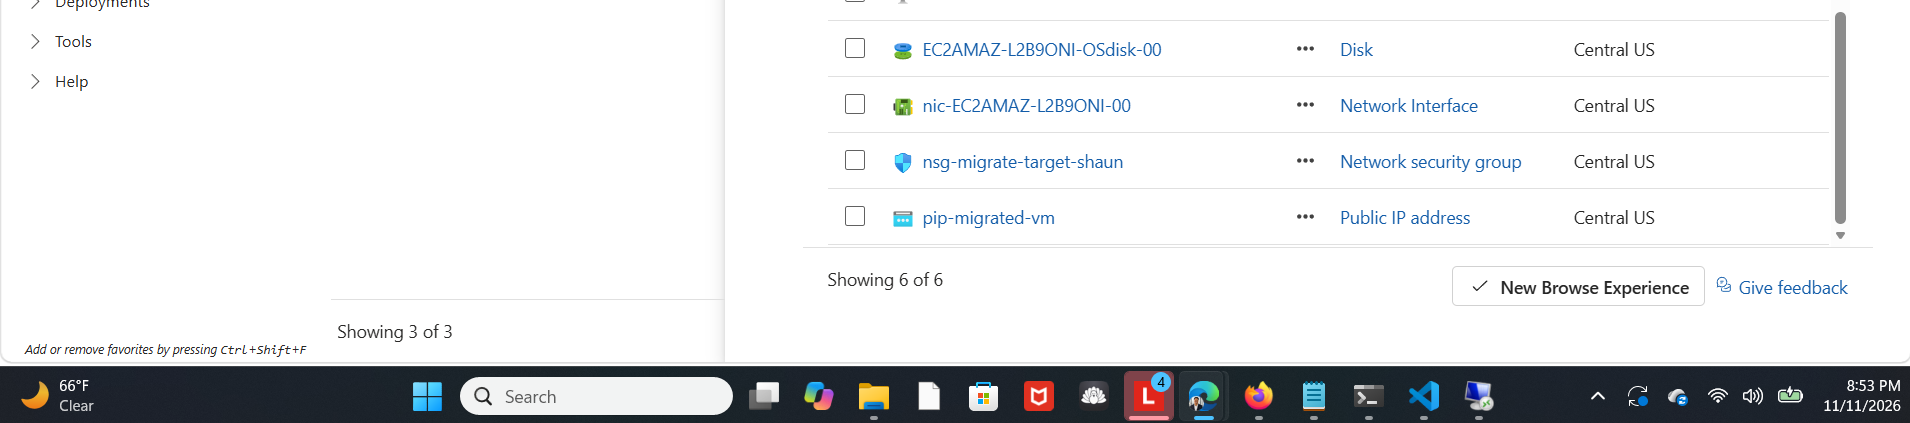 Deployments
Tools
Help
EC2AMAZ-L2B9ONI-OSdisk-00 ••• Disk Central US
nic-EC2AMAZ-L2B9ONI-00 ••• Network Interface Central US
nsg-migrate-target-shaun ••• Network security group Central US
pip-migrated-vm ••• Public IP address Central US
Showing 6 of 6
New Browse Experience
Give feedback
Showing 3 of 3
Add or remove favorites by pressing Ctrl+Shift+F
66°F
Clear
Search
L
4
8:53 PM
11/11/2026